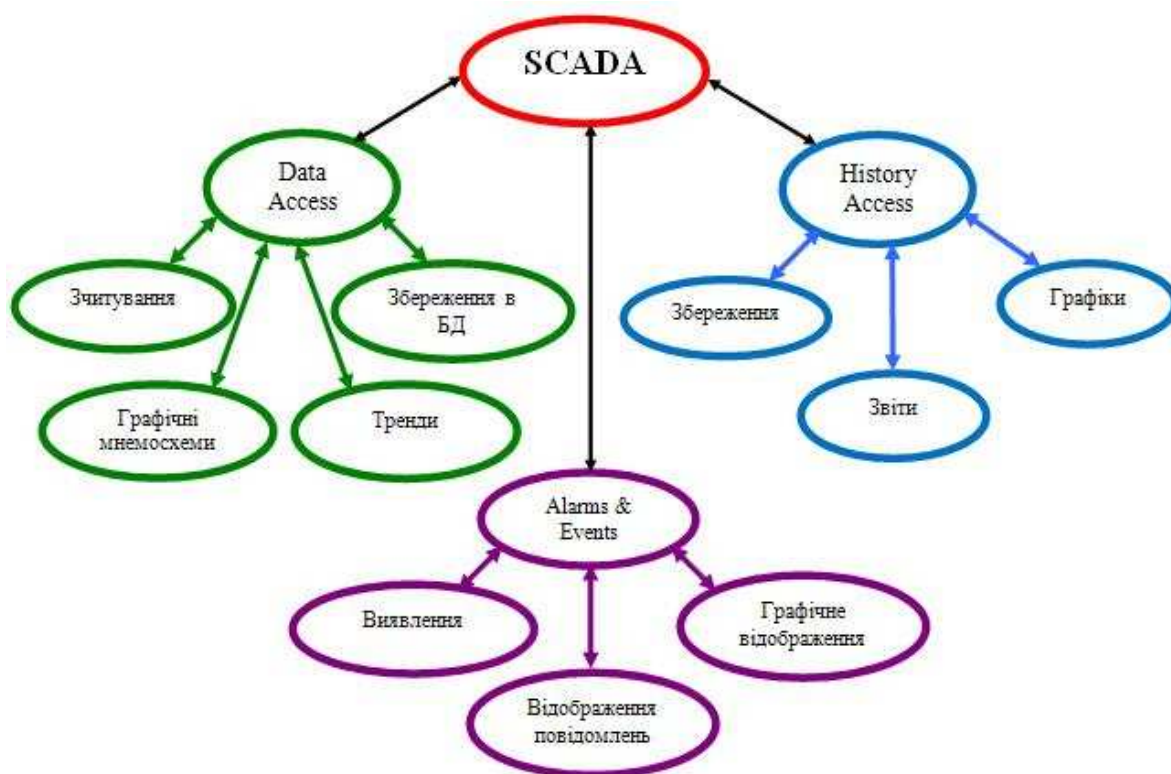 SCADA
Data
Access
History
Access
Зчитування
Збереження в
БД
Збереження
Графіки
Графічні
мнемосхеми
Тренди
Звіти
Alarms &
Events
Виявлення
Графічне
відображення
Відображення
повідомлень